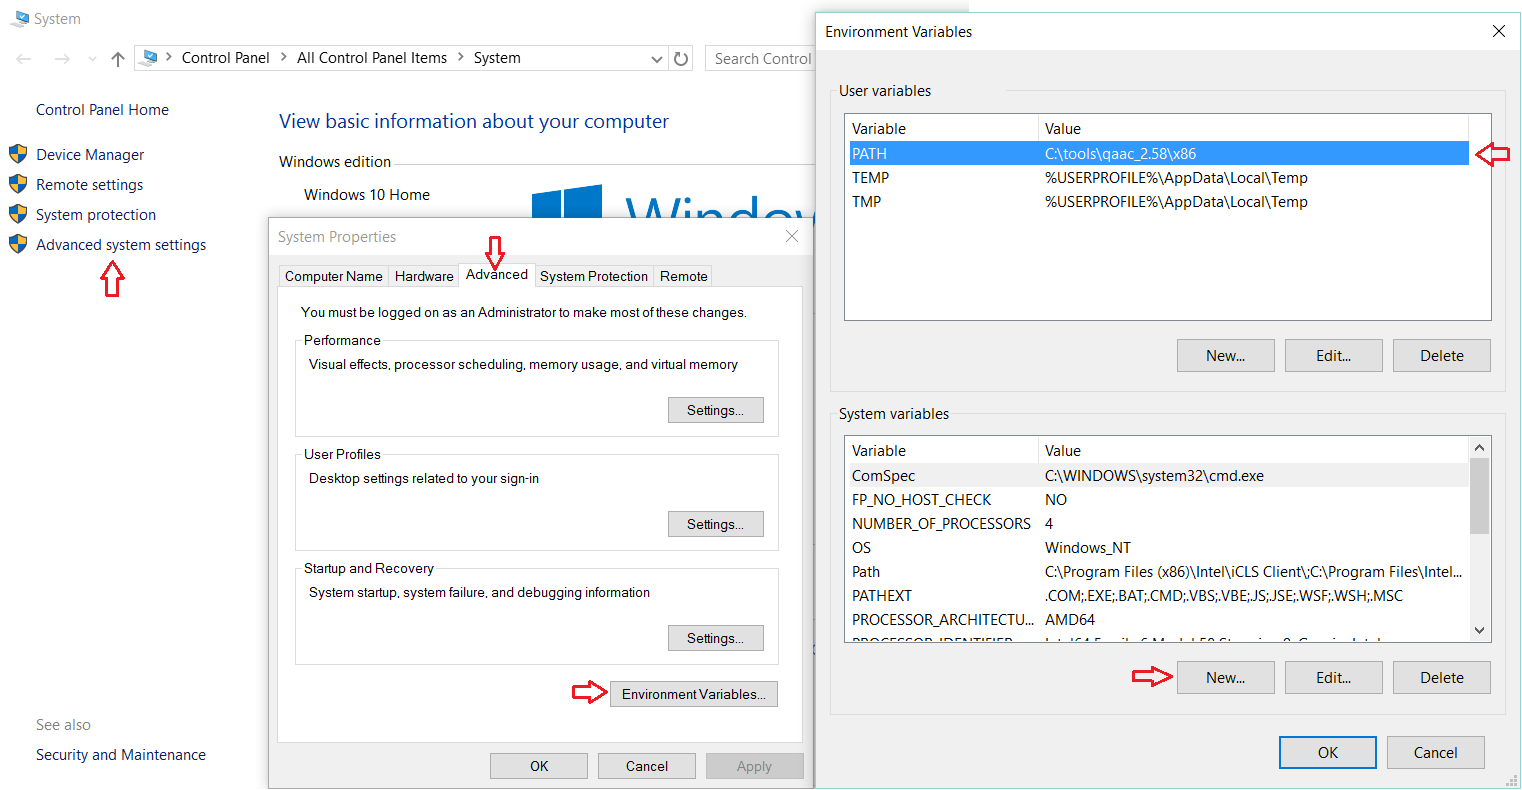 System
Control Panel
All Control Panel Items
System
Search Control
Control Panel Home
Device Manager
Remote settings
System protection
Advanced system settings
See also
Security and Maintenance
View basic information about your computer
Windows edition
Windows 10 Home
System Properties
Computer Name
Hardware
Advanced
System Protection
Remote
You must be logged on as an Administrator to make most of these changes.
Performance
Visual effects, processor scheduling, memory usage, and virtual memory
Settings...
User Profiles
Desktop settings related to your sign-in
Settings...
Startup and Recovery
System startup, system failure, and debugging information
Settings...
Environment Variables...
OK
Cancel
Apply
Environment Variables
User variables
Variable Value
PATH C:\tools\qaac_2.58\x86
TEMP %USERPROFILE%\AppData\Local\Temp
TMP %USERPROFILE%\AppData\Local\Temp
New...
Edit...
Delete
System variables
Variable Value
ComSpec C:\WINDOWS\system32\cmd.exe
FP_NO_HOST_CHECK NO
NUMBER_OF_PROCESSORS 4
OS Windows_NT
Path C:\Program Files (x86)\Intel\iCLS Client\;C:\Program Files\Intel...
PATHEXT .COM;.EXE;.BAT;.CMD;.VBS;.VBE;.JS;.JSE;.WSF;.WSH;.MSC
PROCESSOR_ARCHITECTU... AMD64
New...
Edit...
Delete
OK
Cancel